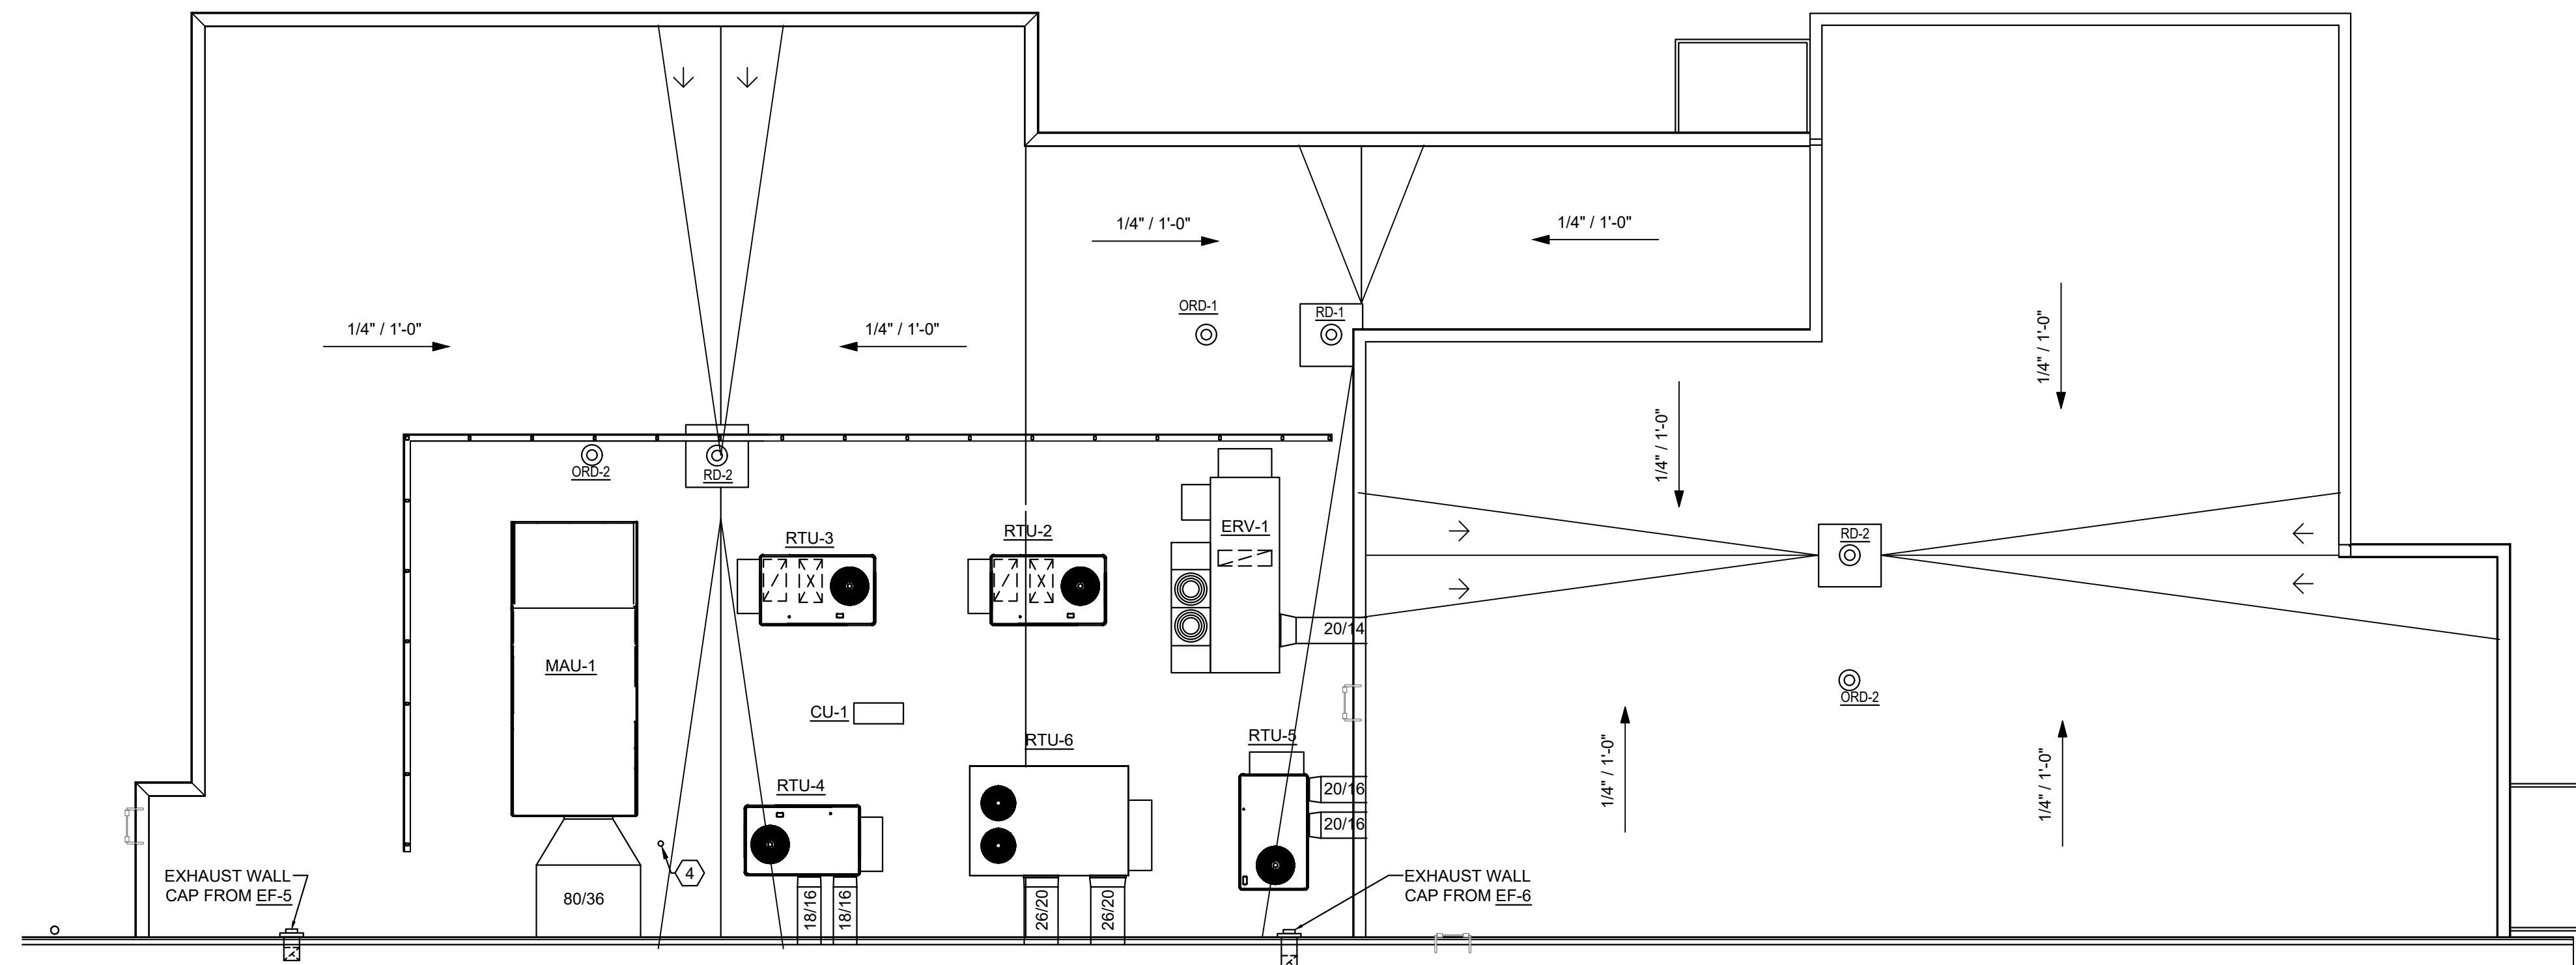 1/4" / 1'-0"
1/4" / 1'-0"
1/4" / 1'-0"
1/4" / 1'-0"
ORD-1
RD-1
1/4" / 1'-0"
1/4" / 1'-0"
ORD-2
RD-2
RTU-3
RTU-2
ERV-1
RD-2
20/14
MAU-1
ORD-2
CU-1
RTU-6
RTU-5
1/4" / 1'-0"
1/4" / 1'-0"
RTU-4
20/16
20/16
4
EXHAUST WALL
CAP FROM EF-5
80/36
18/16
18/16
26/20
26/20
EXHAUST WALL
CAP FROM EF-6